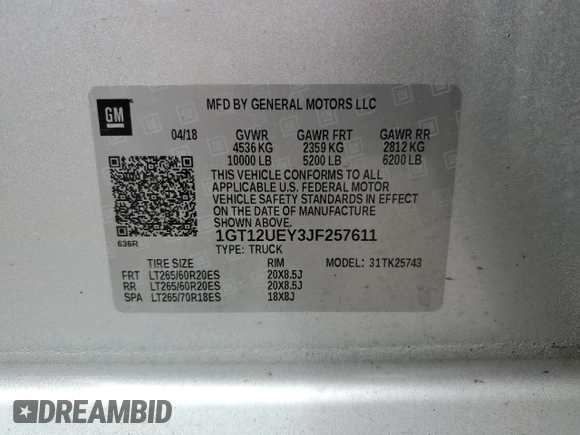 GM
MFD BY GENERAL MOTORS LLC
04/18 GVWR GAWR FRT GAWR RR
4536 KG 2359 KG 2812 KG
10000 LB 5200 LB 6200 LB
THIS VEHICLE CONFORMS TO ALL
APPLICABLE U.S. FEDERAL MOTOR
VEHICLE SAFETY STANDARDS IN EFFECT
ON THE DATE OF MANUFACTURE
SHOWN ABOVE.
636R
1GT12UEY3JF257611
TYPE: TRUCK
TIRE SIZE RIM MODEL: 31TK25743
FRT LT265/60R20ES 20X8.5J
RR LT265/60R20ES 20X8.5J
SPA LT265/70R18ES 18X8J
DREAMBID